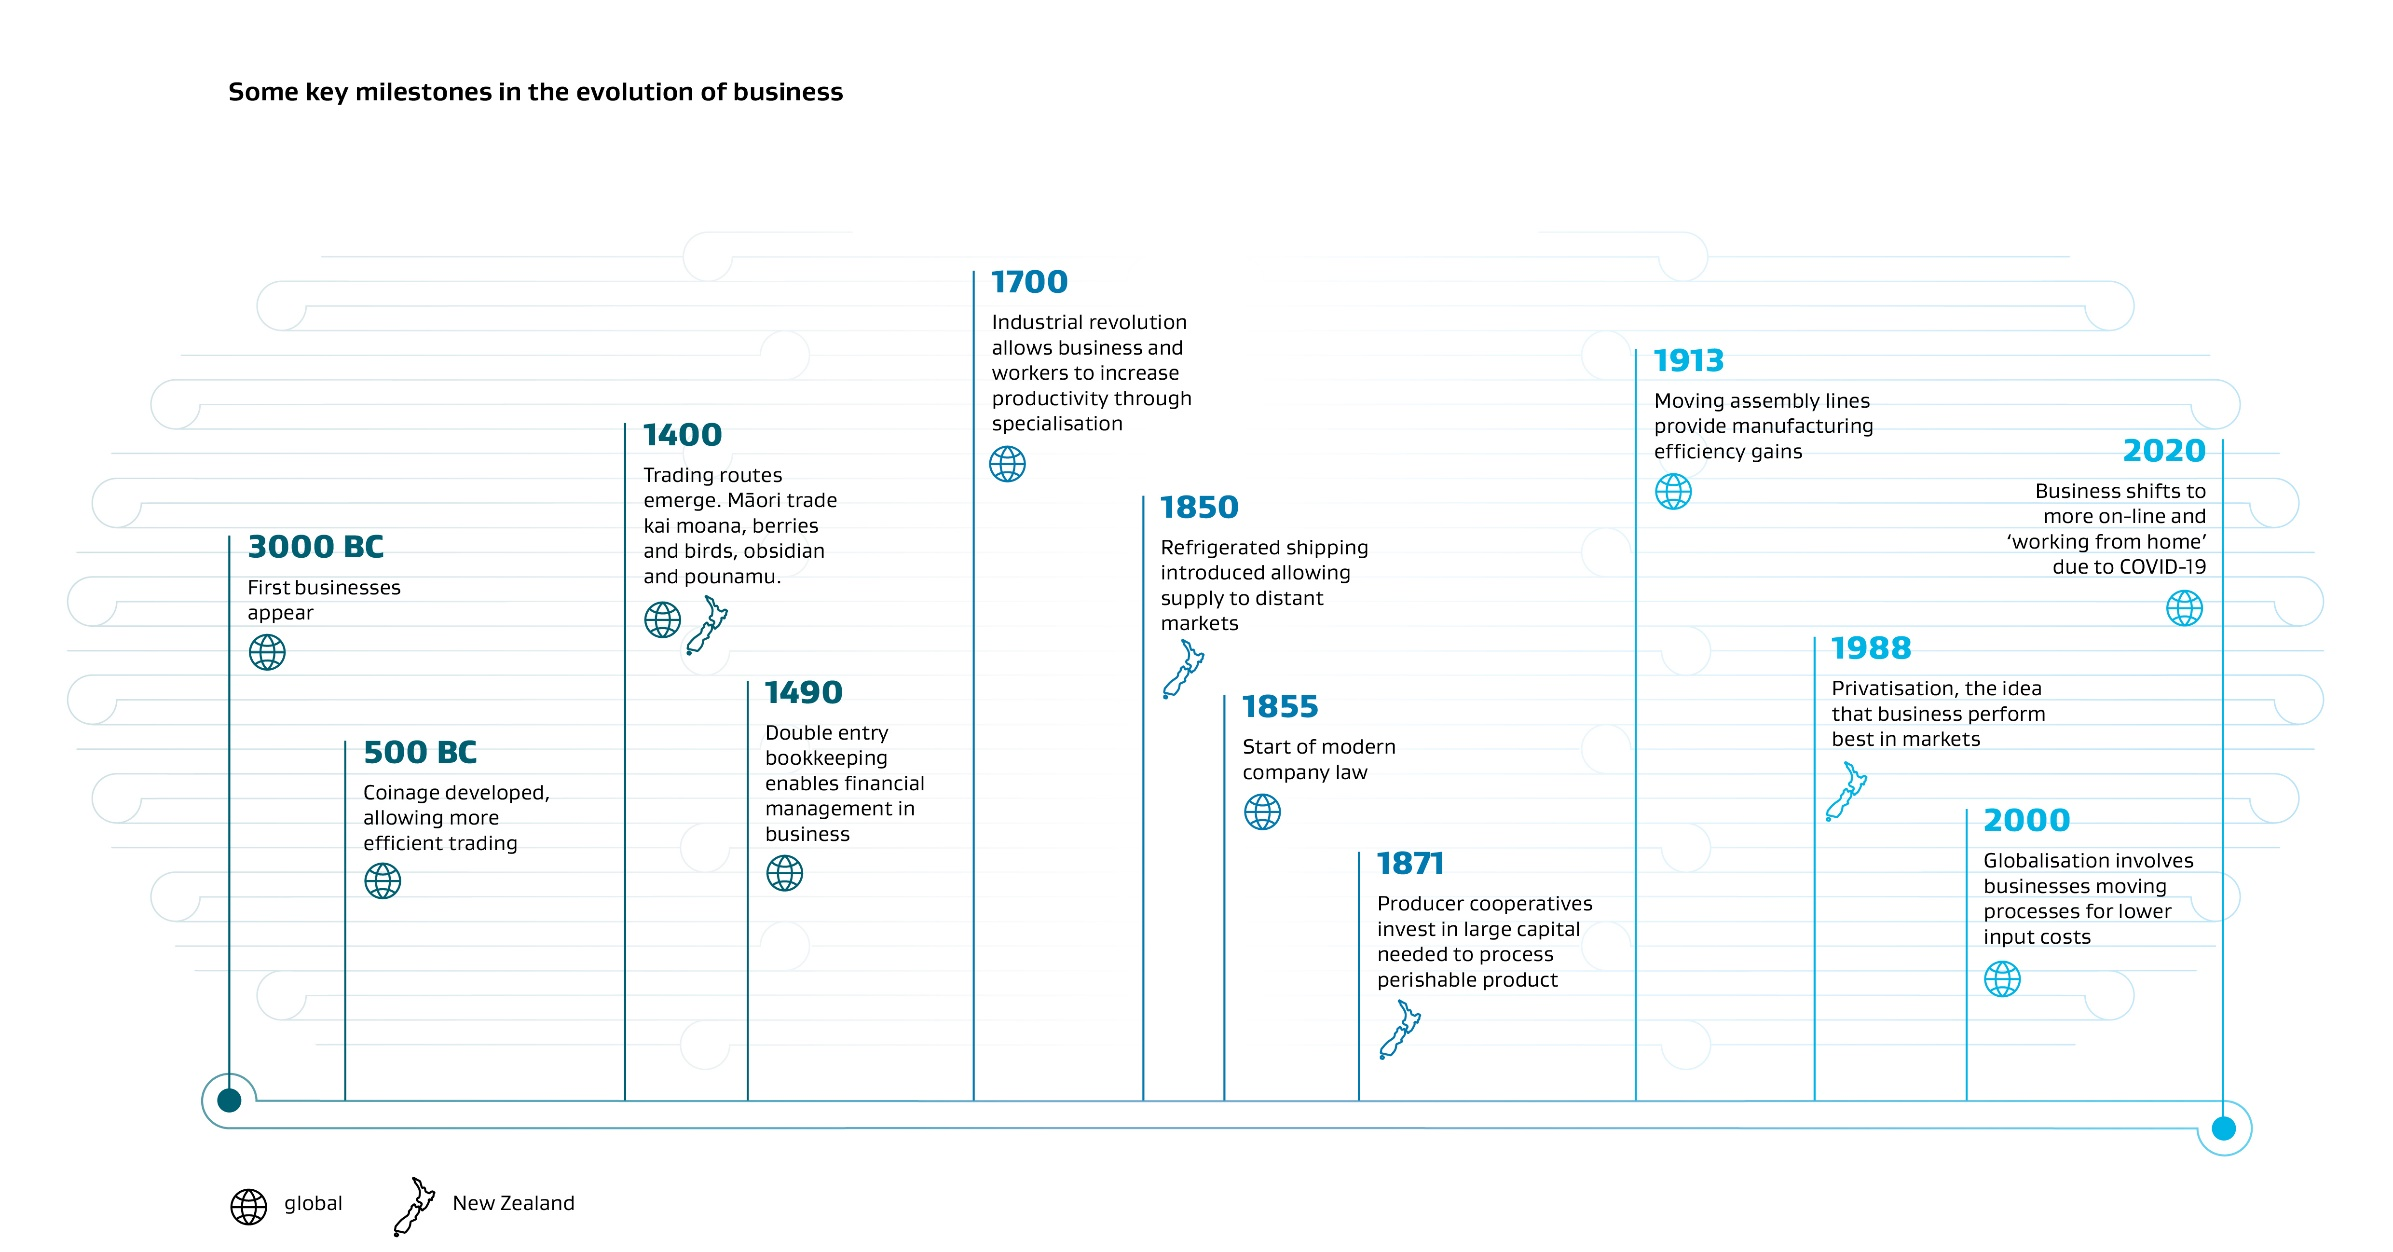 Some key milestones in the evolution of business
3000 BC
First businesses
appear
500 BC
Coinage developed,
allowing more
efficient trading
1400
Trading routes
emerge. Māori trade
kai moana, berries
and birds, obsidian
and pounamu.
1490
Double entry
bookkeeping
enables financial
management in
business
1700
Industrial revolution
allows business and
workers to increase
productivity through
specialisation
1850
Refrigerated shipping
introduced allowing
supply to distant
markets
1855
Start of modern
company law
1871
Producer cooperatives
invest in large capital
needed to process
perishable product
1913
Moving assembly lines
provide manufacturing
efficiency gains
1988
Privatisation, the idea
that business perform
best in markets
2000
Globalisation involves
businesses moving
processes for lower
input costs
2020
Business shifts to
more on-line and
‘working from home’
due to COVID-19
global
New Zealand